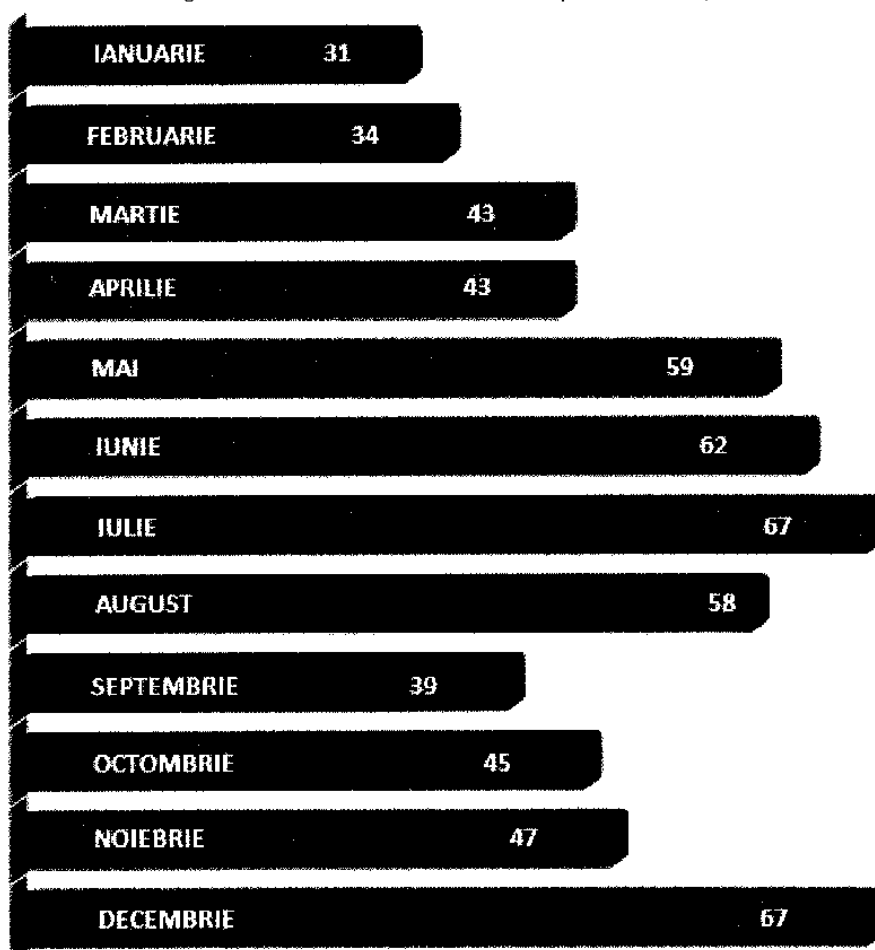 IANUARIE 31
FEBRUARIE 34
MARTIE 43
APRILIE 43
MAI 59
IUNIE 62
IULIE 67
AUGUST 58
SEPTEMBRIE 39
OCTOMBRIE 45
NOIEBRIE 47
DECEMBRIE 67